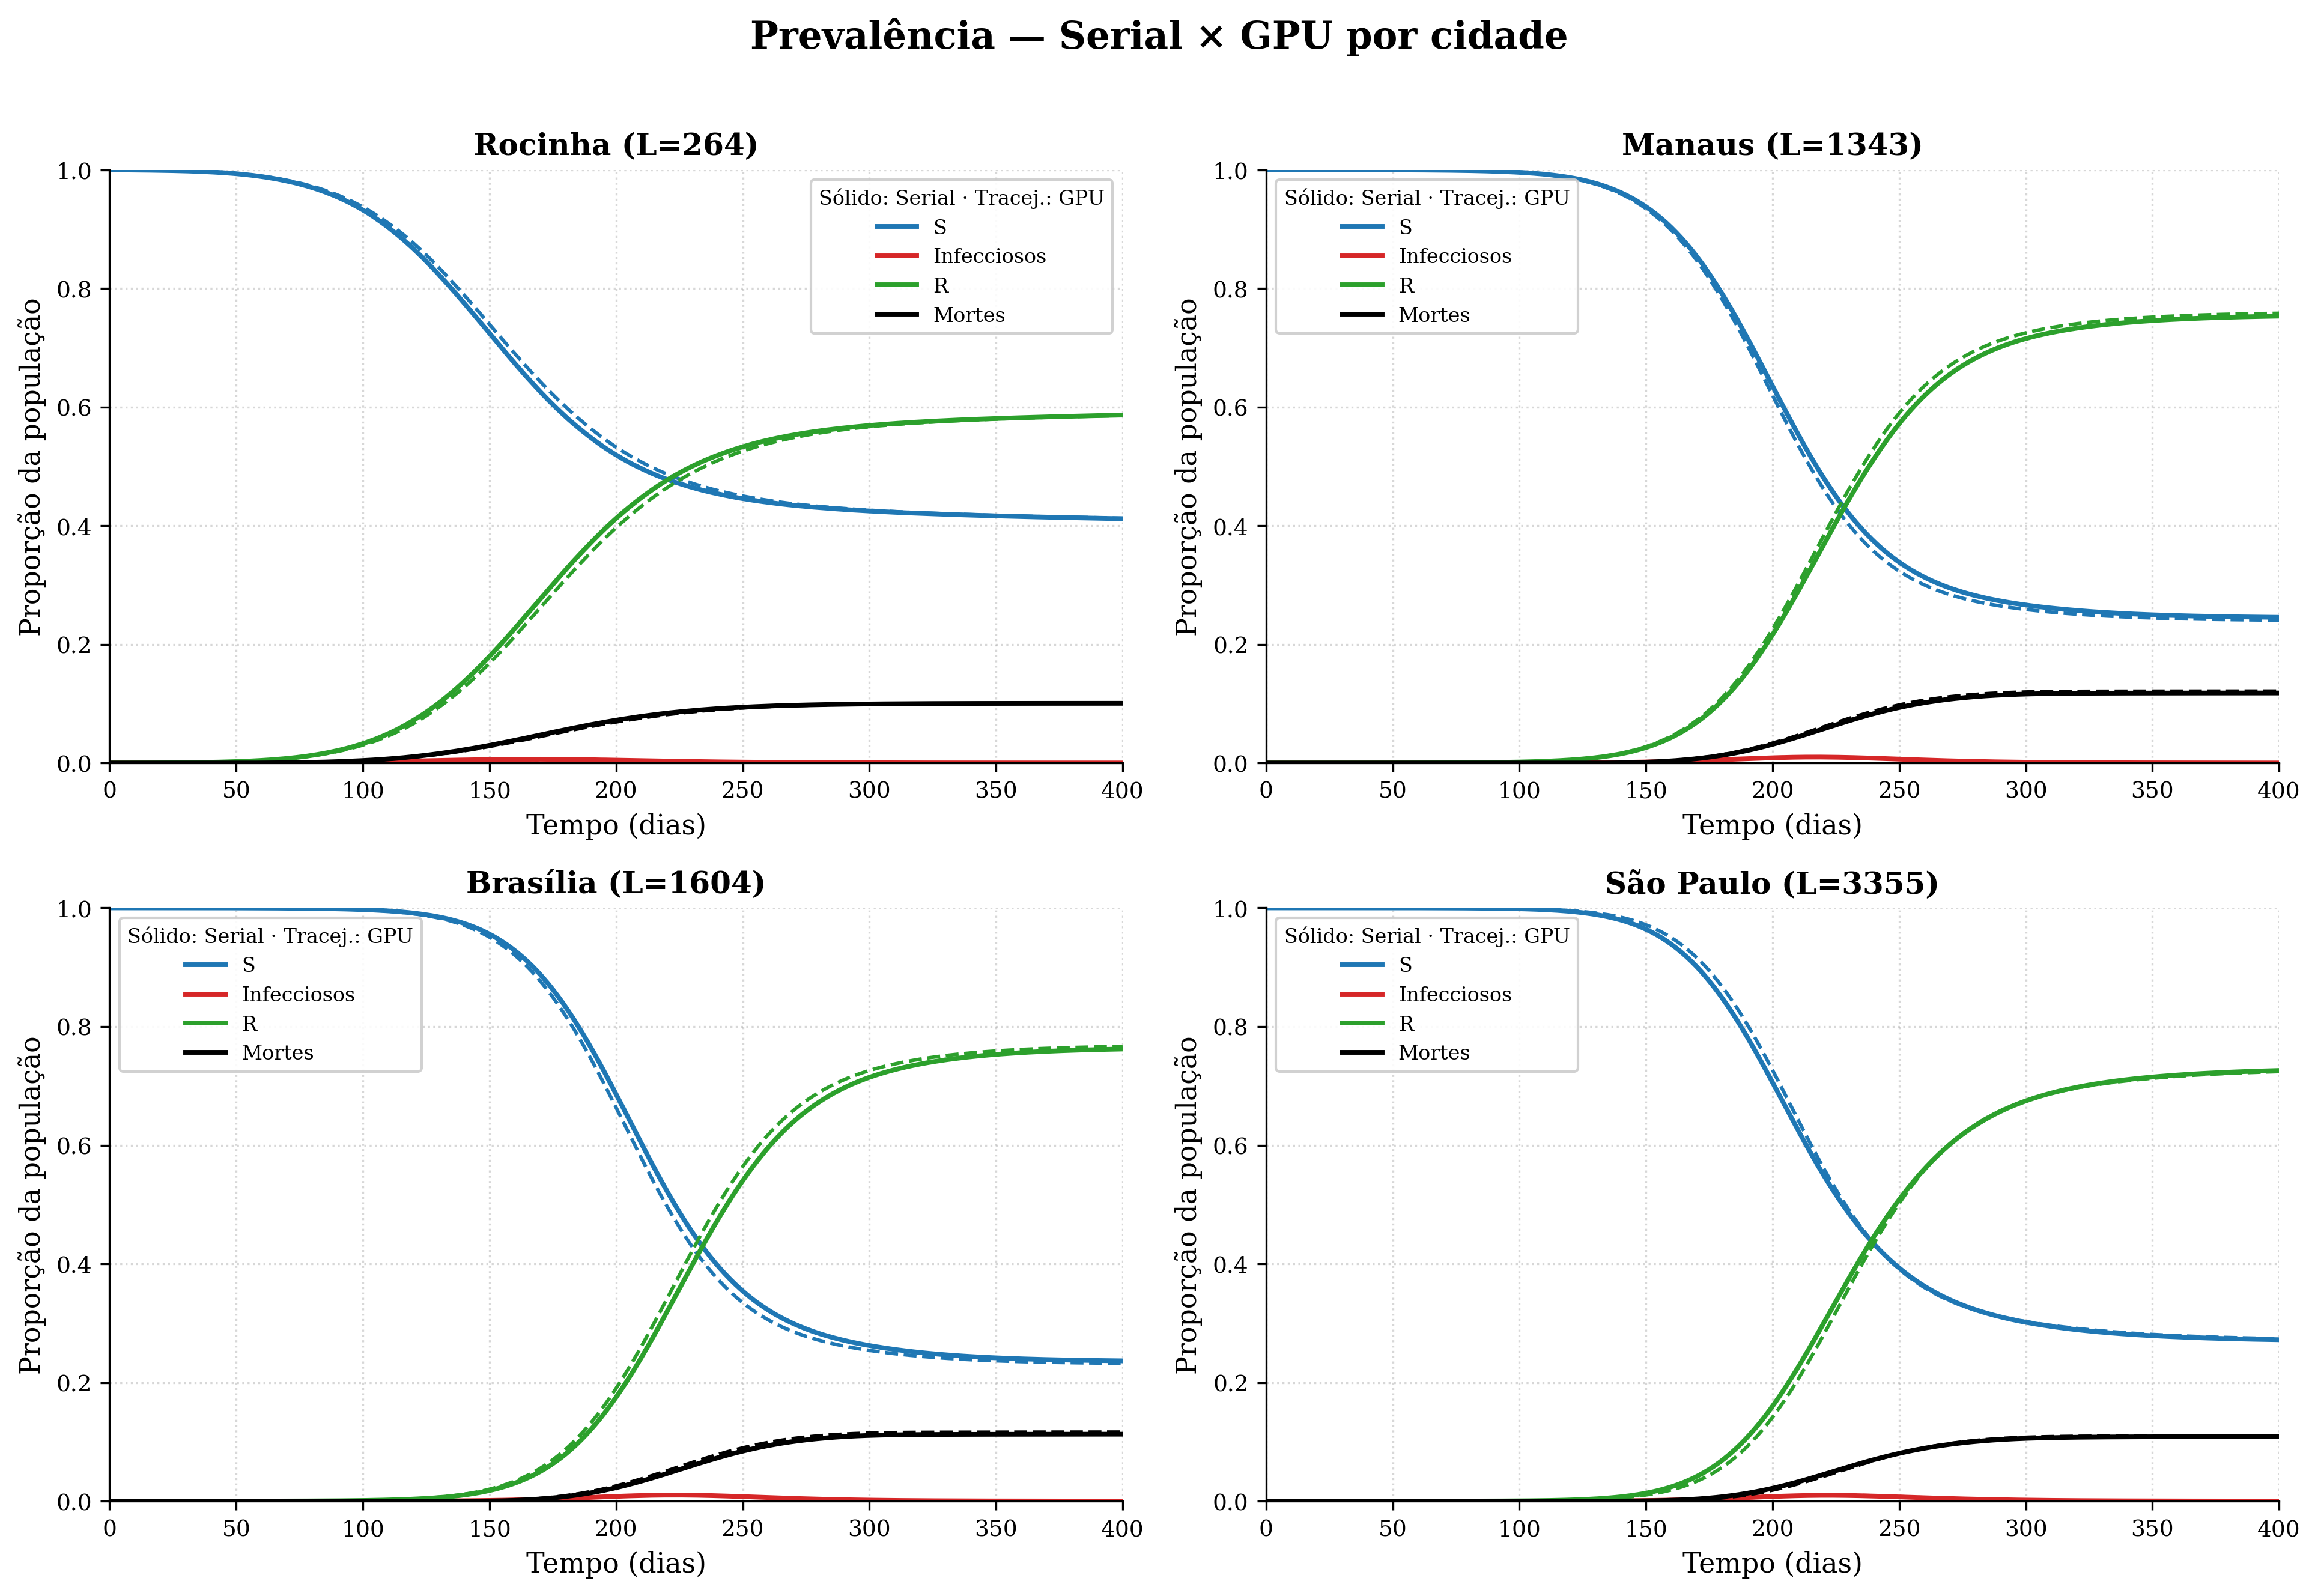 Prevalência — Serial × GPU por cidade
Rocinha (L=264)
Proporção da população
1.0
0.8
0.6
0.4
0.2
0.0
Sólido: Serial · Tracej.: GPU
S
Infecciosos
R
Mortes
0 50 100 150 200 250 300 350 400
Tempo (dias)
Manaus (L=1343)
Proporção da população
1.0
0.8
0.6
0.4
0.2
0.0
Sólido: Serial · Tracej.: GPU
S
Infecciosos
R
Mortes
0 50 100 150 200 250 300 350 400
Tempo (dias)
Brasília (L=1604)
Proporção da população
1.0
0.8
0.6
0.4
0.2
0.0
Sólido: Serial · Tracej.: GPU
S
Infecciosos
R
Mortes
0 50 100 150 200 250 300 350 400
Tempo (dias)
São Paulo (L=3355)
Proporção da população
1.0
0.8
0.6
0.4
0.2
0.0
Sólido: Serial · Tracej.: GPU
S
Infecciosos
R
Mortes
0 50 100 150 200 250 300 350 400
Tempo (dias)